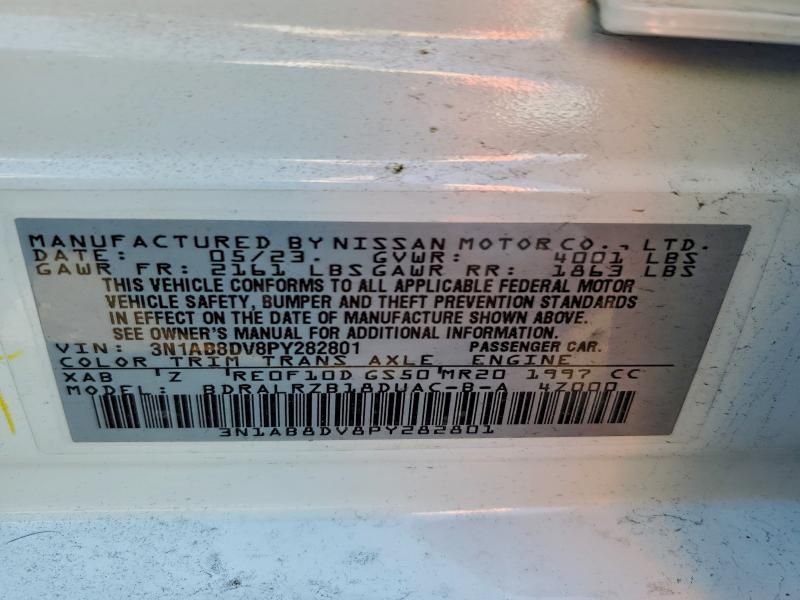 MANUFACTURED BY NISSAN MOTOR CO., LTD.
DATE: 05/23. GVWR: 4001 LBS
GAWR FR: 2161 LBS GAWR RR: 1863 LBS
THIS VEHICLE CONFORMS TO ALL APPLICABLE FEDERAL MOTOR
VEHICLE SAFETY, BUMPER AND THEFT PREVENTION STANDARDS
IN EFFECT ON THE DATE OF MANUFACTURE SHOWN ABOVE.
SEE OWNER'S MANUAL FOR ADDITIONAL INFORMATION.
VIN: 3N1AB8DV8PY282801 PASSENGER CAR.
COLOR TRIM TRANS AXLE ENGINE
XAB Z RE0F10D GS50 MR20 1997 CC
MODEL: BDRALRZB18DUAC-B-A 47000
3N1AB8DV8PY282801